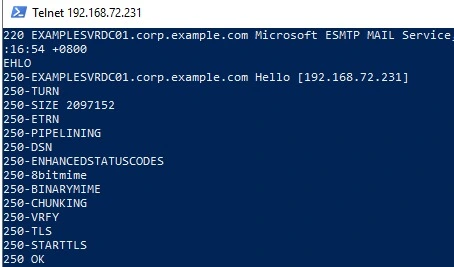 Telnet 192.168.72.231
220 EXAMPLESVRDC01.corp.example.com Microsoft ESMTP MAIL Service,
:16:54 +0800
EHLO
250-EXAMPLESVRDC01.corp.example.com Hello [192.168.72.231]
250-TURN
250-SIZE 2097152
250-ETRN
250-PIPELINING
250-DSN
250-ENHANCEDSTATUSCODES
250-8bitmime
250-BINARYMIME
250-CHUNKING
250-VRFY
250-TLS
250-STARTTLS
250 OK